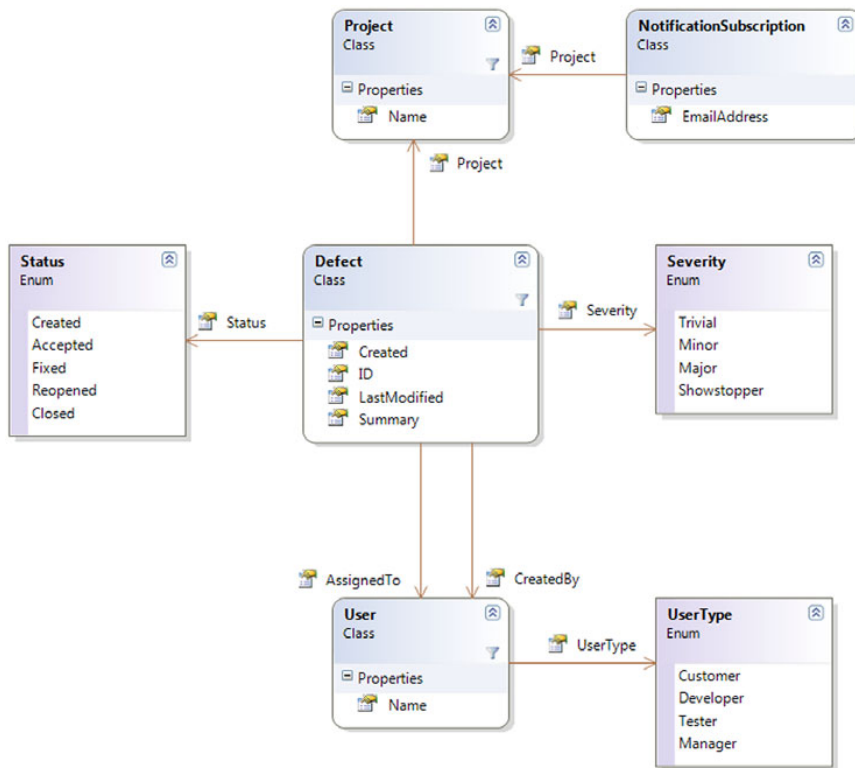 Project
Class
Properties
Name
Project
NotificationSubscription
Class
Properties
EmailAddress
Project
Status
Enum
Created
Accepted
Fixed
Reopened
Closed
Status
Defect
Class
Properties
Created
ID
LastModified
Summary
Severity
Severity
Enum
Trivial
Minor
Major
Showstopper
AssignedTo
CreatedBy
User
Class
Properties
Name
UserType
UserType
Enum
Customer
Developer
Tester
Manager